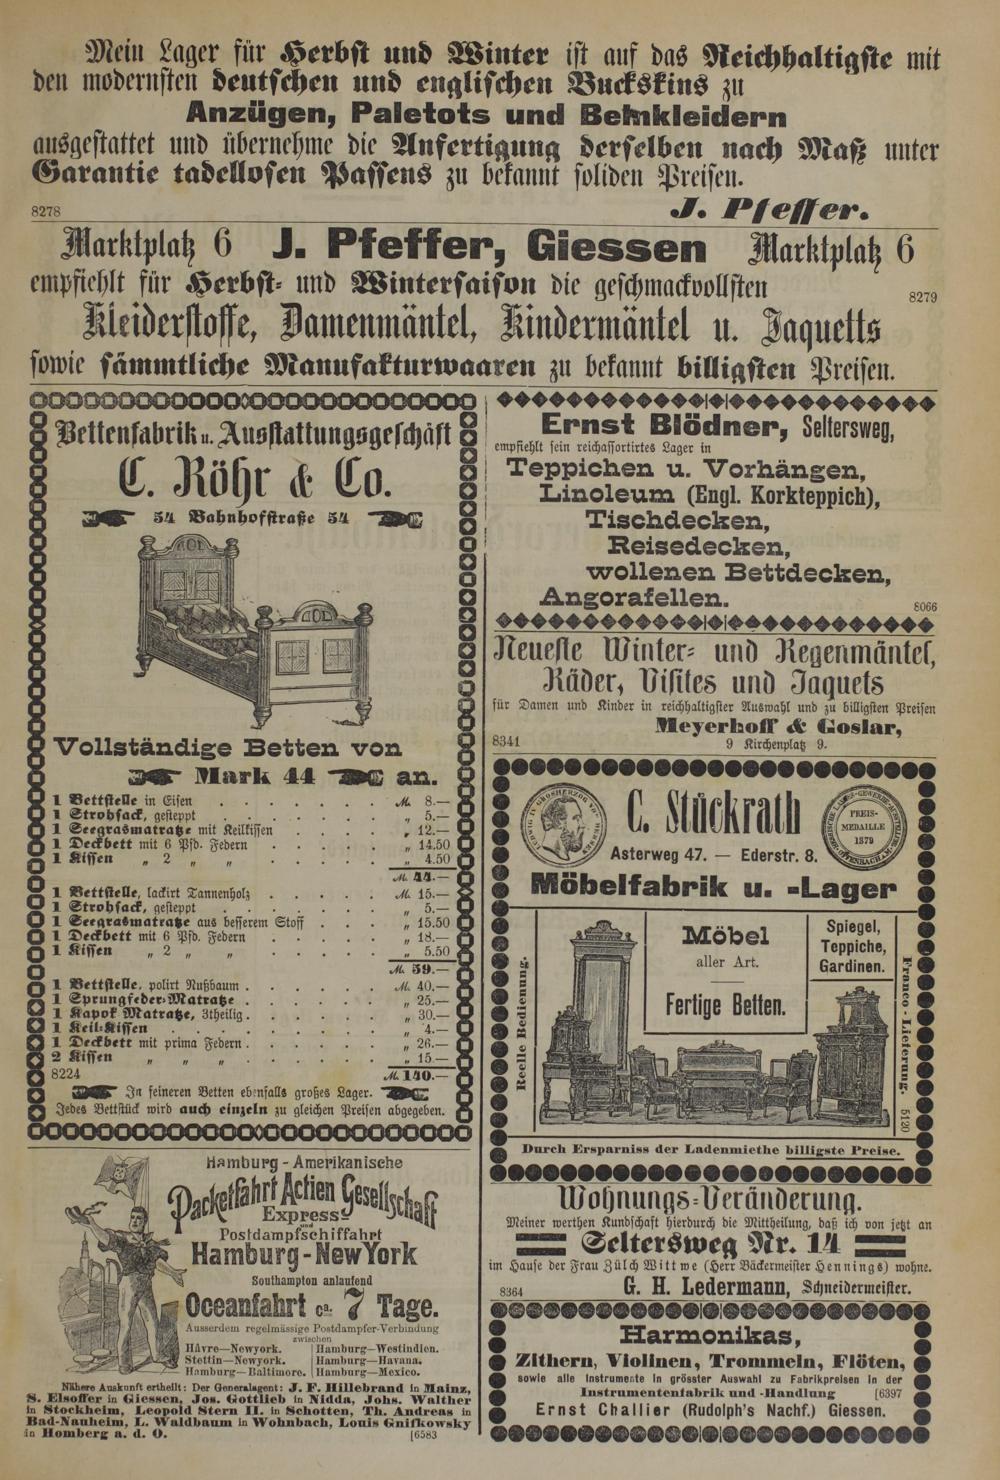 Mein Lager für Herbst und Winter ist auf das Reichhaltigste mit
den modernsten deutschen und englischen Buckskins zu
Anzügen, Paletots und Beinkleidern
ausgestattet und übernehme die Anfertigung derselben nach Maß unter
Garantie tadellosen Passens zu bekannt soliden Preisen.
8278
J. Pfeffer.
Marktplatz 6 J. Pfeffer, Giessen Marktplatz 6
empfiehlt für Herbst- und Wintersaison die geschmackvollsten
8279
Kleiderstoffe, Damenmäntel, Kindermäntel u. Jaquetts
sowie sämmtliche Manufakturwaaren zu bekannt billigsten Preisen.
Bettenfabrik u. Ausstattungsgeschäft
C. Röhr & Co.
54 Bahnhofstraße 54
Vollständige Betten von
Mark 44 an.
1 Bettstelle in Eisen . . . . . . . M. 8.—
1 Strohsack, gesteppt . . . . . . „ 5.—
1 Seegrasmatratze mit Keilkissen . . . . „ 12.—
1 Deckbett mit 6 Pfd. Federn . . . . . „ 14.50
1 Kissen „ 2 „ „ . . . . . „ 4.50
M. 44.—
1 Bettstelle, lackirt Tannenholz . . . . . M. 15.—
1 Strohsack, gesteppt . . . . . . „ 5.—
1 Seegrasmatratze aus besserem Stoff . . . „ 15.50
1 Deckbett mit 6 Pfd. Federn . . . . . „ 18.—
1 Kissen „ 2 „ „ . . . . . „ 5.50
M. 59.—
1 Bettstelle, polirt Nußbaum . . . . . . M. 40.—
1 Sprungfeder-Matratze . . . . . . „ 25.—
1 Kapok Matratze, 3theilig . . . . . . „ 30.—
1 Keil-Kissen . . . . . . . „ 4.—
1 Deckbett mit prima Federn . . . . . . „ 26.—
2 Kissen „ „ „ . . . . . „ 15.—
8224
M. 140.—
In feineren Betten ebenfalls großes Lager.
Jedes Bettstück wird auch einzeln zu gleichen Preisen abgegeben.
Hamburg-Amerikanische
Packetfahrt Actien Gesellschaft
Express-
und
Postdampfschiffahrt
Hamburg-NewYork
Southampton anlaufend
Oceanfahrt ca. 7 Tage.
Ausserdem regelmässige Postdampfer-Verbindung
zwischen
Hâvre—Newyork. | Hamburg—Westindien.
Stettin—Newyork. | Hamburg—Havana.
Hamburg—Baltimore. | Hamburg—Mexico.
Nähere Auskunft ertheilt: Der Generalagent: J. F. Hillebrand in Mainz,
S. Elsoffer in Giessen, Jos. Gottlieb in Nidda, Johs. Walther
in Stockheim, Leopold Stern II. in Schotten, Th. Andreas in
Bad-Nauheim, L. Waldbaum in Wohnbach, Louis Gnifkowsky
in Homberg a. d. O.
[6583
Ernst Blödner, Seltersweg,
empfiehlt sein reichassortirtes Lager in
Teppichen u. Vorhängen,
Linoleum (Engl. Korkteppich),
Tischdecken,
Reisedecken,
wollenen Bettdecken,
Angorafellen.
8066
Neueste Winter- und Regenmäntel,
Räder, Visites und Jaquets
für Damen und Kinder in reichhaltigster Auswahl und zu billigsten Preisen
Meyerhoff & Goslar,
8341
9 Kirchenplatz 9.
C. Stückrath
LUDWIG IV GROSHERZOG VON HESSEN
PREIS-
MEDAILLE
1879
OFFENBACH A/M
Asterweg 47. — Ederstr. 8.
Möbelfabrik u. -Lager
Reelle Bedienung.
Möbel
aller Art.
Fertige Betten.
Spiegel,
Teppiche,
Gardinen.
Franco-Lieferung.
5120
Durch Ersparniss der Ladenmiethe billigste Preise.
Wohnungs-Veränderung.
Meiner werthen Kundschaft hierdurch die Mittheilung, daß ich von jetzt an
Seltersweg Nr. 14
im Hause der Frau Zülch Wittwe (Herr Bäckermeister Hennings) wohne.
8364
G. H. Ledermann, Schneidermeister.
Harmonikas,
Zithern, Violinen, Trommeln, Flöten,
sowie alle Instrumente in grösster Auswahl zu Fabrikpreisen in der
Instrumentenfabrik und -Handlung [6397
Ernst Challier (Rudolph's Nachf.) Giessen.